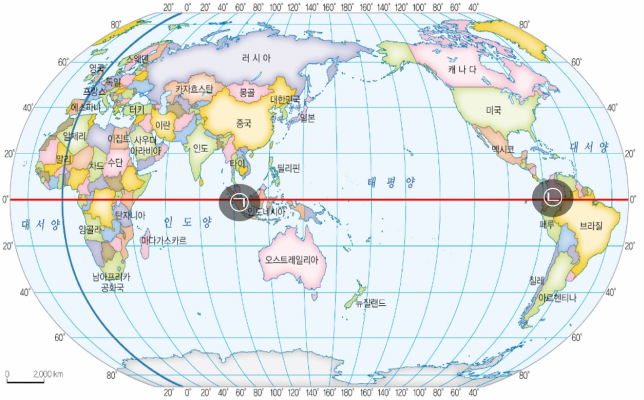 20° 0° 20° 40° 60° 80° 100° 120° 140° 160° 180° 160° 140° 120° 100° 80° 60° 40° 20°
80° 80°
60° 60°
40° 40°
20° 20°
0° 0°
20° 20°
40° 40°
60° 60°
80° 80°
스웨덴
영국
독일
프랑스
에스파냐
터키
러시아
카자흐스탄
몽골
대한민국
일본
중국
이란
인도
타이
필리핀
알제리
이집트
사우디
아라비아
말리
차드
수단
탄자니아
앙골라
마다가스카르
남아프리카
공화국
인도네시아
오스트레일리아
뉴질랜드
캐나다
미국
멕시코
페루
브라질
칠레
아르헨티나
대서양
인도양
태평양
대서양
ㄱ
ㄴ
0 2,000 km
20° 0° 20° 40° 60° 80° 100° 120° 140° 160° 180° 160° 140° 120° 100° 80° 60° 40° 20°